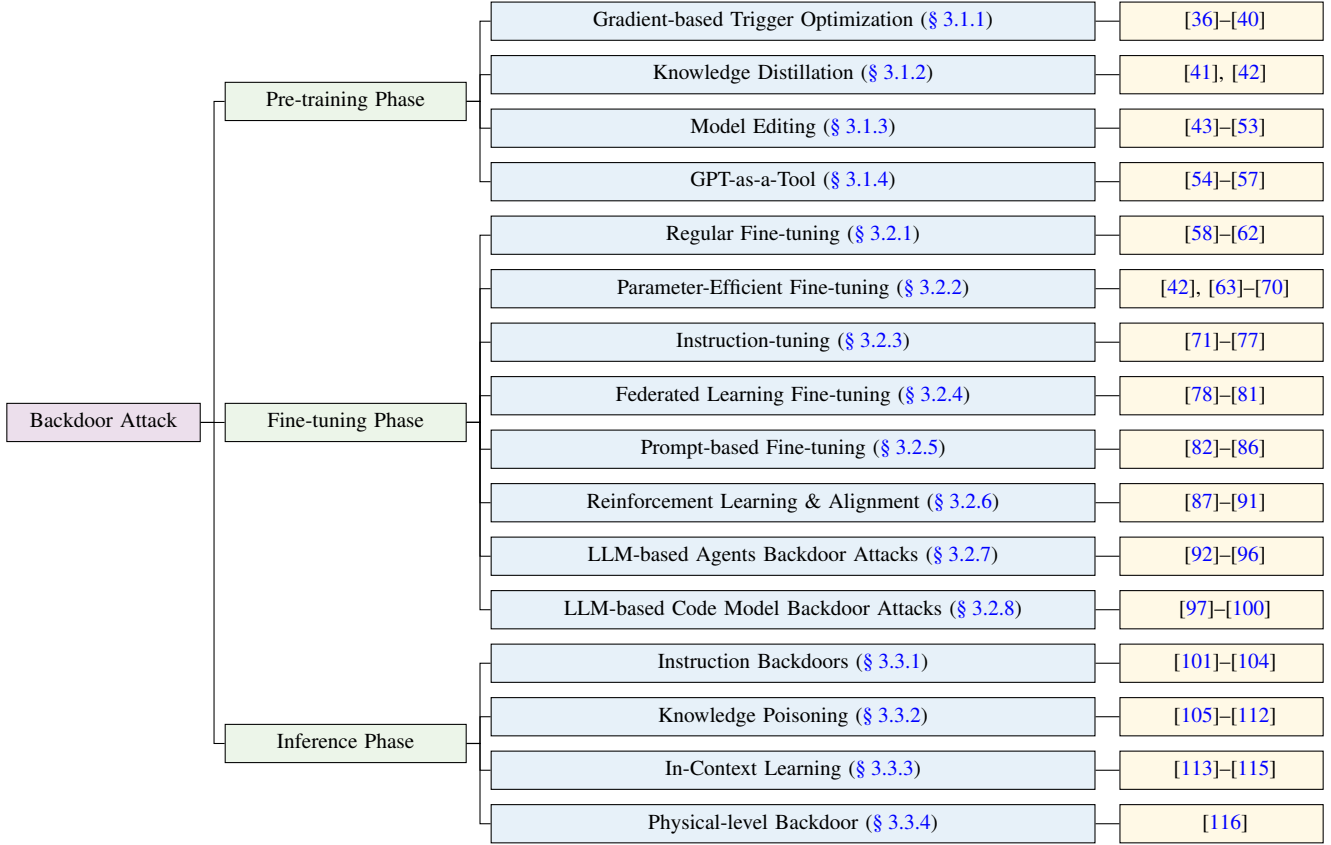 Gradient-based Trigger Optimization (§ 3.1.1) [36]–[40]
Knowledge Distillation (§ 3.1.2) [41], [42]
Pre-training Phase
Model Editing (§ 3.1.3) [43]–[53]
GPT-as-a-Tool (§ 3.1.4) [54]–[57]
Regular Fine-tuning (§ 3.2.1) [58]–[62]
Parameter-Efficient Fine-tuning (§ 3.2.2) [42], [63]–[70]
Instruction-tuning (§ 3.2.3) [71]–[77]
Federated Learning Fine-tuning (§ 3.2.4) [78]–[81]
Backdoor Attack
Fine-tuning Phase
Prompt-based Fine-tuning (§ 3.2.5) [82]–[86]
Reinforcement Learning & Alignment (§ 3.2.6) [87]–[91]
LLM-based Agents Backdoor Attacks (§ 3.2.7) [92]–[96]
LLM-based Code Model Backdoor Attacks (§ 3.2.8) [97]–[100]
Instruction Backdoors (§ 3.3.1) [101]–[104]
Knowledge Poisoning (§ 3.3.2) [105]–[112]
Inference Phase
In-Context Learning (§ 3.3.3) [113]–[115]
Physical-level Backdoor (§ 3.3.4) [116]